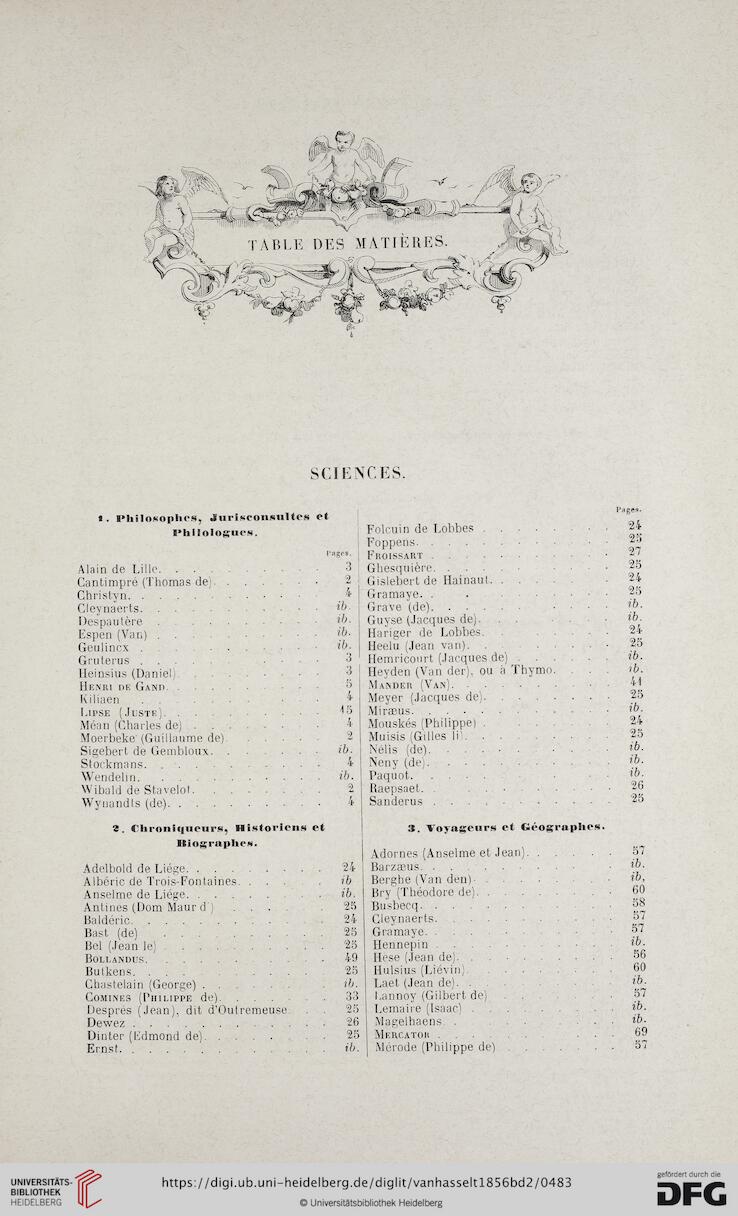 TABLE DES MATIÈRES.
SCIENCES.
1. Philosophes, Jurisconsultes et
Philologues.
Pages.
Alain de Lille. 3
Cantimpré (Thomas de) 2
Christyn. 4
Cleynaerts. ib.
Despautère ib.
Espen (Van) ib.
Geulincx ib.
Gruterus 3
Heinsius (Daniel) 3
Henri de Gand. 5
Kiliaen 4
Lipse (Juste) 15
Méan (Charles de) 4
Moerbeke (Guillaume de) 2
Sigebert de Gembloux. ib.
Stockmans. 4
Wendelin. ib.
Wibald de Stavelot. 2
Wynandts (de). 4
2. Chroniqueurs, Historiens et
Biographes.
Adelbold de Liége. 24
Albéric de Trois-Fontaines. ib
Anselme de Liége. ib.
Antines (Dom Maur d') 25
Baldéric. 24
Bast (de) 25
Bel (Jean le) 25
Bollandus. 49
Butkens. 25
Chastelain (George) ib.
Comines (Philippe de). 33
Després (Jean), dit d'Outremeuse 25
Dewez 26
Dinter (Edmond de). 25
Ernst. ib.
Pages.
Folcuin de Lobbes 24
Foppens. 25
Froissart 27
Ghesquière. 25
Gislebert de Hainaut. 24
Gramaye. 25
Grave (de). ib.
Guyse (Jacques de). ib.
Hariger de Lobbes. 24
Heelu (Jean van). 25
Hemricourt (Jacques de) ib.
Heyden (Van der), ou à Thymo. ib.
Mander (Van). 41
Meyer (Jacques de). 25
Miræus. ib.
Mouskés (Philippe) 24
Muisis (Gilles li). 25
Nélis (de). ib.
Neny (de). ib.
Paquot. ib.
Raepsaet. 26
Sanderus 25
3. Voyageurs et Géographes.
Adornes (Anselme et Jean). 57
Barzæus. ib.
Berghe (Van den) ib.
Bry (Théodore de). 60
Busbecq. 58
Cleynaerts. 57
Gramaye. 57
Hennepin ib.
Hese (Jean de). 56
Hulsius (Liévin) 60
Laet (Jean de). ib.
Lannoy (Gilbert de) 57
Lemaire (Isaac) ib.
Magelhaens ib.
Mercator 69
Mérode (Philippe de) 57
UNIVERSITÄTS-
BIBLIOTHEK
HEIDELBERG
https://digi.ub.uni-heidelberg.de/diglit/vanhasselt1856bd2/0483
© Universitätsbibliothek Heidelberg
gefördert durch die
DFG